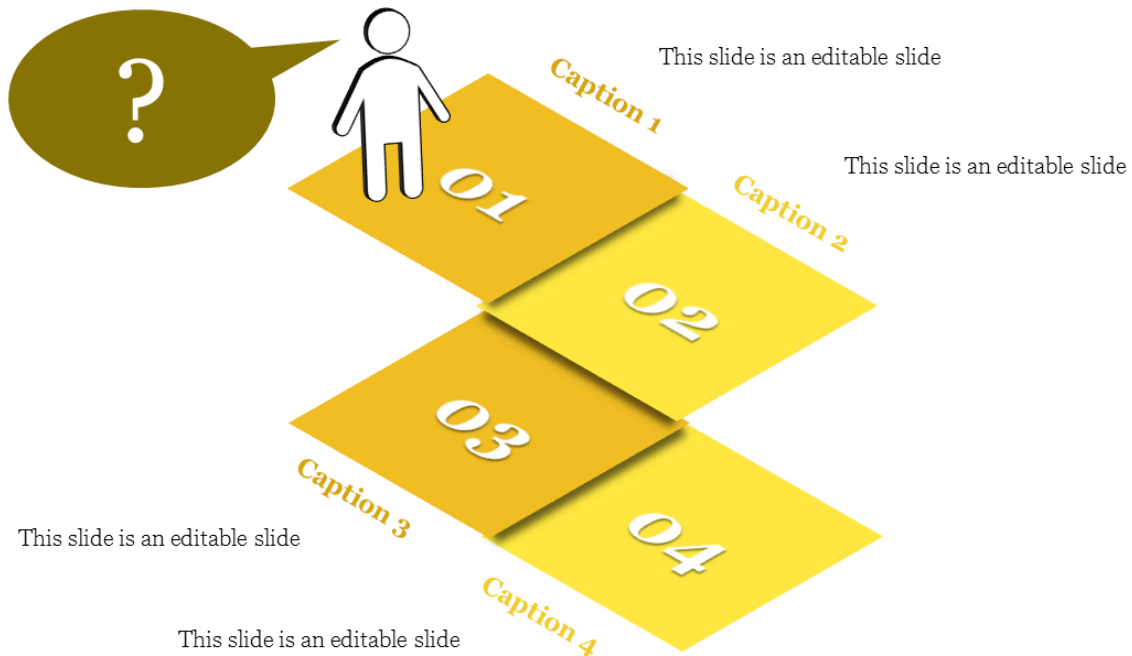 ?
This slide is an editable slide
Caption 1
01
This slide is an editable slide
Caption 2
02
03
Caption 3
This slide is an editable slide
04
Caption 4
This slide is an editable slide